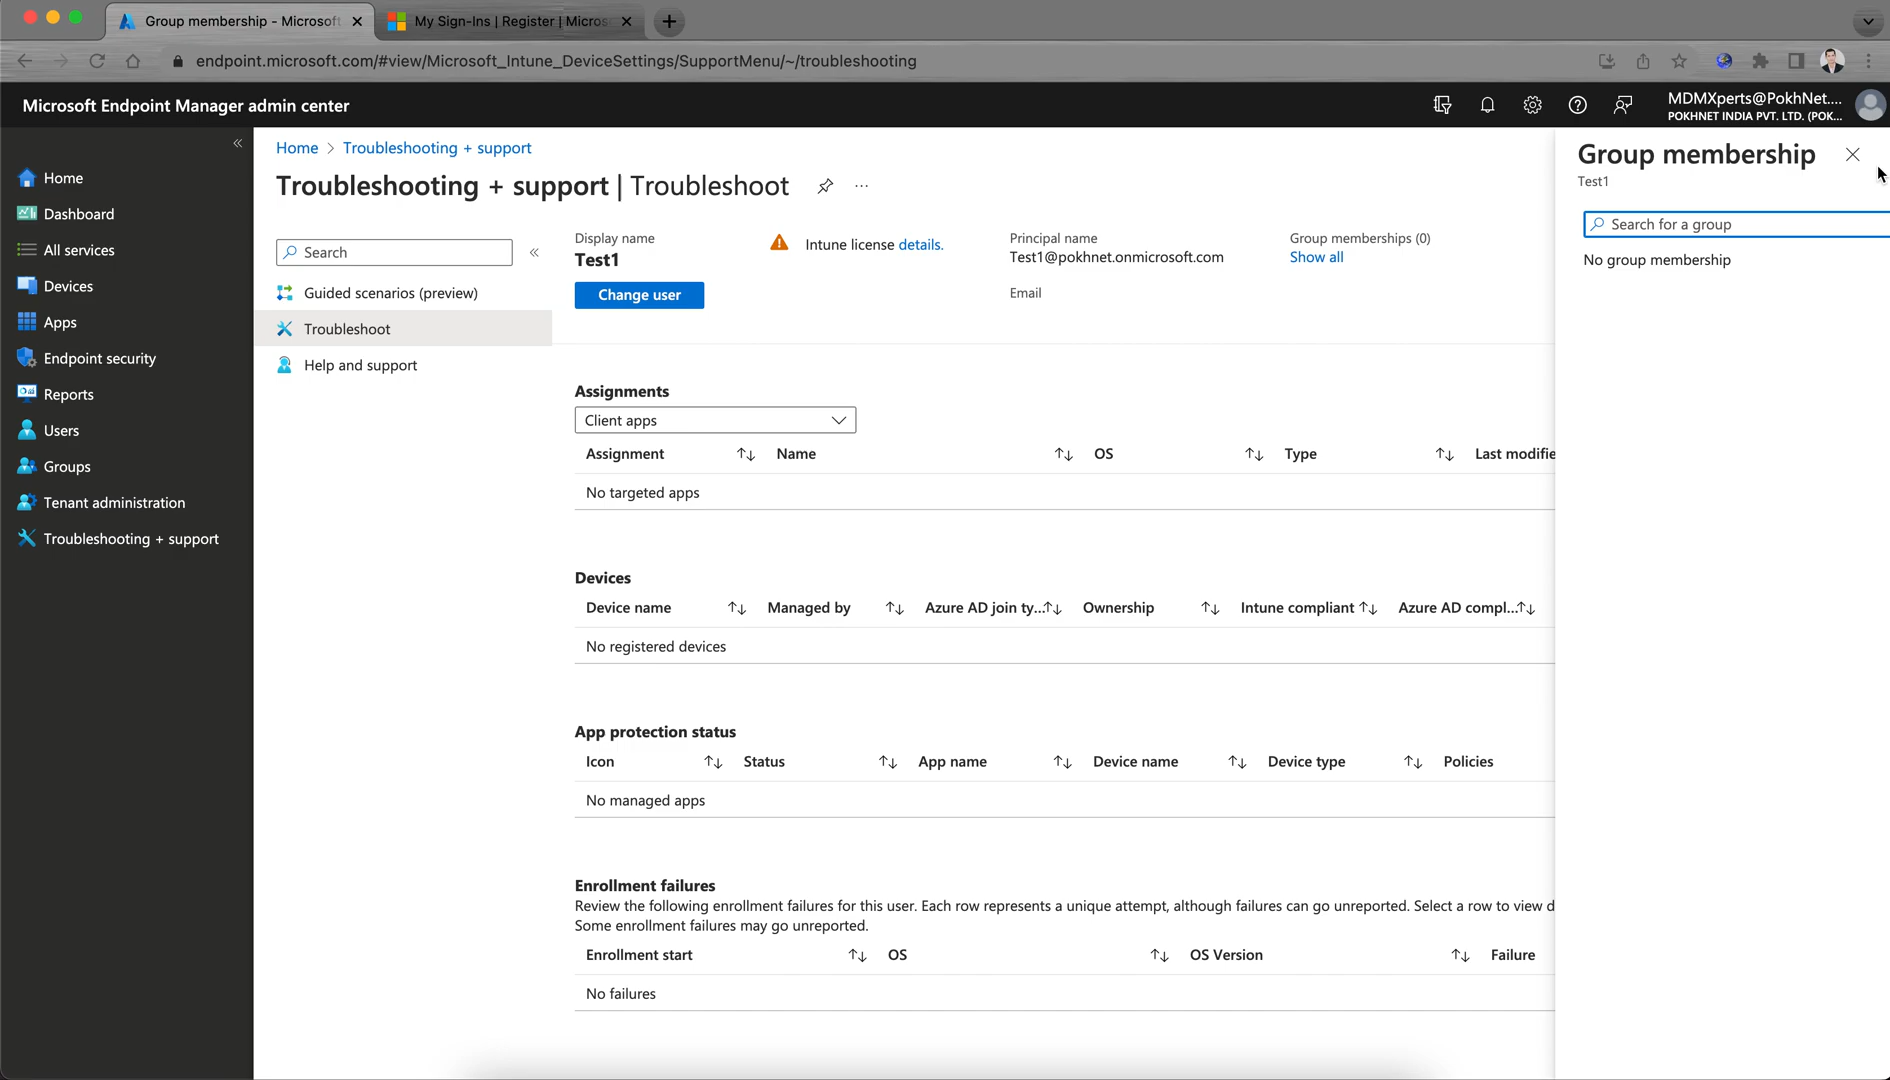 Group membership - Microsoft
My Sign-Ins | Register | Micros
endpoint.microsoft.com/#view/Microsoft_Intune_DeviceSettings/SupportMenu/~/troubleshooting
Microsoft Endpoint Manager admin center
MDMXperts@PokhNet....
POKHNET INDIA PVT. LTD. (POK...
Home
Dashboard
All services
Devices
Apps
Endpoint security
Reports
Users
Groups
Tenant administration
Troubleshooting + support
Home > Troubleshooting + support
Troubleshooting + support | Troubleshoot
Search
Guided scenarios (preview)
Troubleshoot
Help and support
Display name
Test1
Change user
Intune license details.
Principal name
Test1@pokhnet.onmicrosoft.com
Email
Group memberships (0)
Show all
Assignments
Client apps
Assignment Name OS Type Last modifie
No targeted apps
Devices
Device name Managed by Azure AD join ty... Ownership Intune compliant Azure AD compl...
No registered devices
App protection status
Icon Status App name Device name Device type Policies
No managed apps
Enrollment failures
Review the following enrollment failures for this user. Each row represents a unique attempt, although failures can go unreported. Select a row to view d
Some enrollment failures may go unreported.
Enrollment start OS OS Version Failure
No failures
Group membership
Test1
Search for a group
No group membership